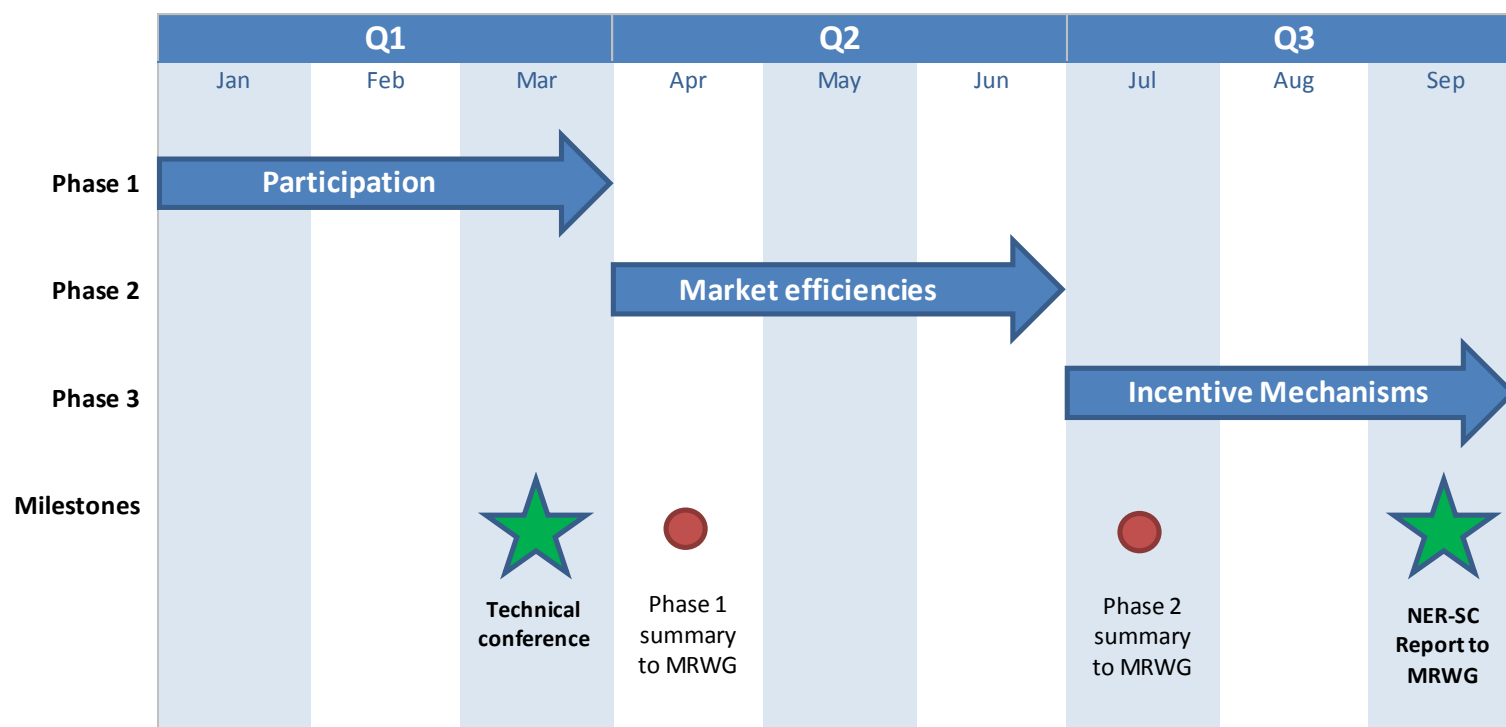 Q1 Q2 Q3
Jan Feb Mar Apr May Jun Jul Aug Sep
Phase 1
Participation
Phase 2
Market efficiencies
Phase 3
Incentive Mechanisms
Milestones
Technical
conference
Phase 1
summary
to MRWG
Phase 2
summary
to MRWG
NER-SC
Report to
MRWG